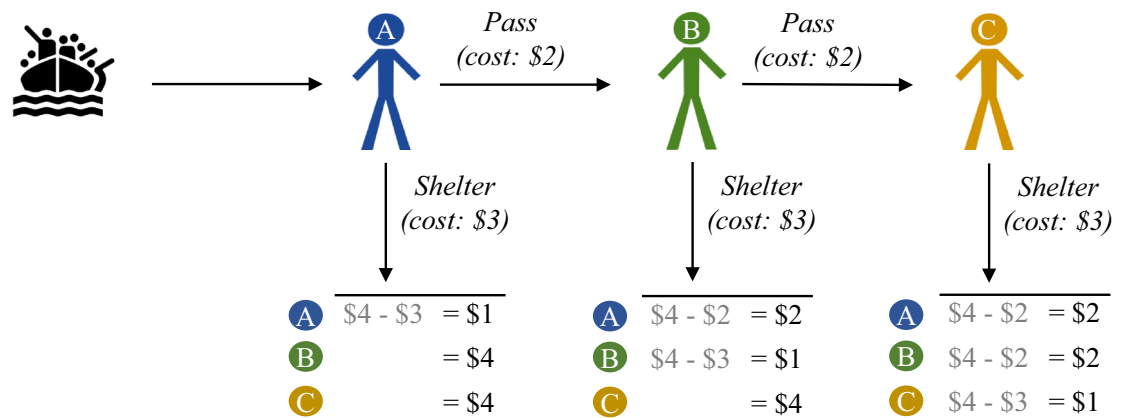 A
Pass
(cost: $2)
B
Pass
(cost: $2)
C
Shelter
(cost: $3)
Shelter
(cost: $3)
Shelter
(cost: $3)
A $4 - $3 = $1
B = $4
C = $4
A $4 - $2 = $2
B $4 - $3 = $1
C = $4
A $4 - $2 = $2
B $4 - $2 = $2
C $4 - $3 = $1